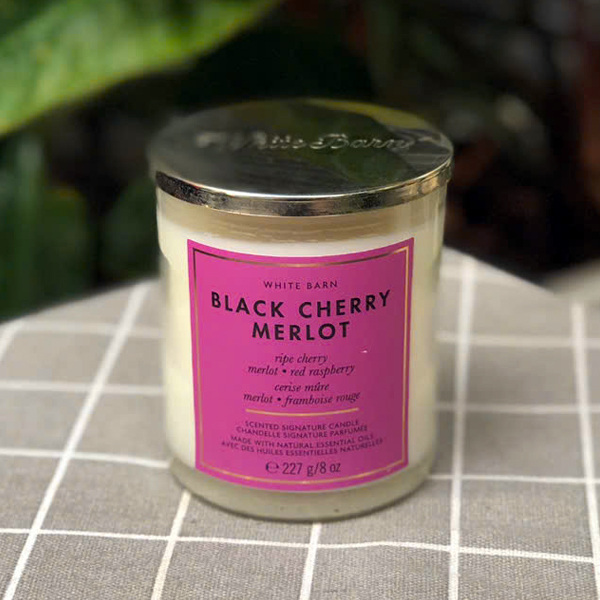 White Barn
WHITE BARN
BLACK CHERRY
MERLOT
ripe cherry
merlot • red raspberry
cerise mûre
merlot • framboise rouge
SCENTED SIGNATURE CANDLE
CHANDELLE SIGNATURE PARFUMÉE
MADE WITH NATURAL ESSENTIAL OILS
AVEC DES HUILES ESSENTIELLES NATURELLES
℮ 227 g/8 oz